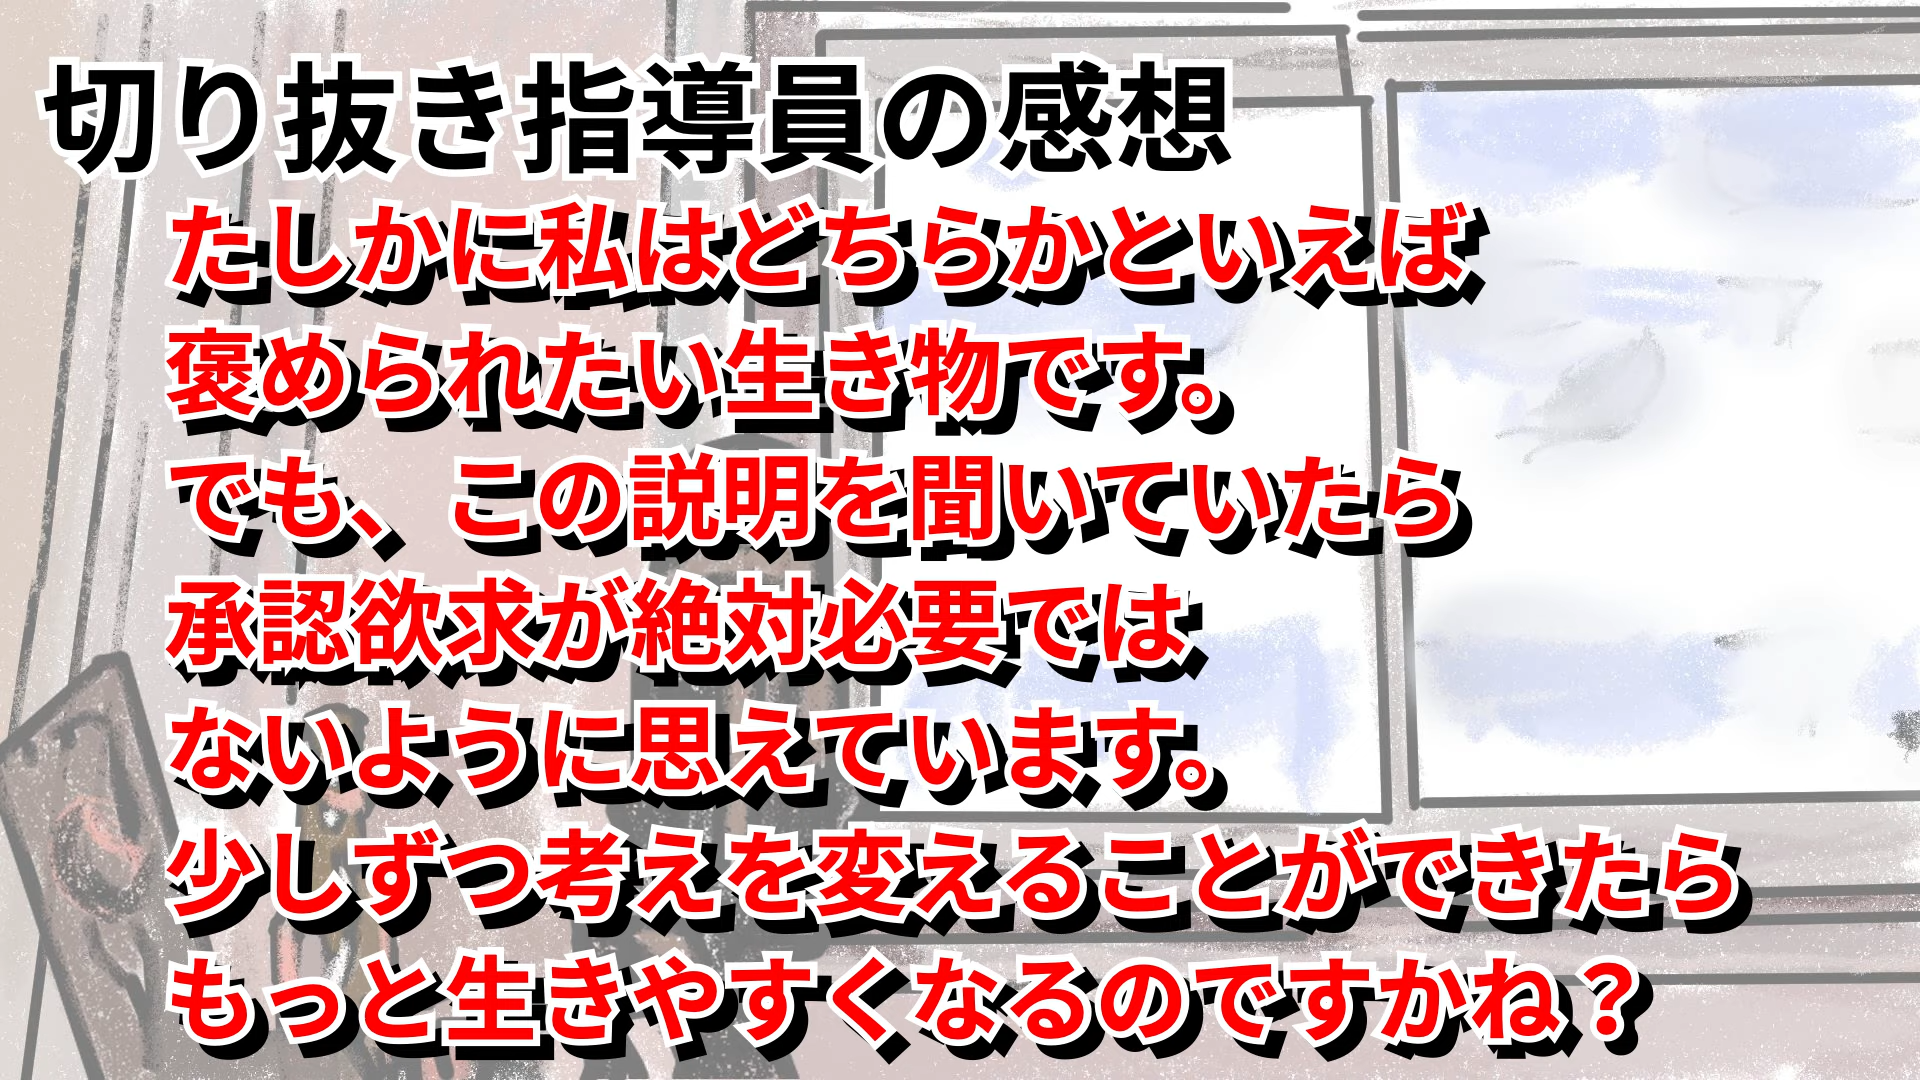 切り抜き指導員の感想
たしかに私はどちらかといえば
褒められたい生き物です。
でも、この説明を聞いていたら
承認欲求が絶対必要では
ないように思えています。
少しずつ考えを変えることができたら
もっと生きやすくなるのですかね？